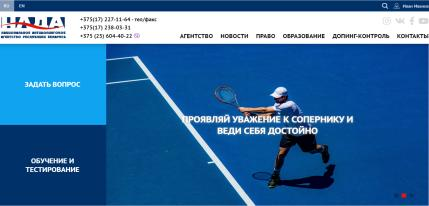 RU EN
Иван Иванов
НАДА
НАЦИОНАЛЬНОЕ АНТИДОПИНГОВОЕ
АГЕНТСТВО РЕСПУБЛИКИ БЕЛАРУСЬ
+375(17) 227-11-64 - тел/факс
+375(17) 238-03-31
+375 (25) 604-40-22
АГЕНТСТВО НОВОСТИ ПРАВО ОБРАЗОВАНИЕ ДОПИНГ-КОНТРОЛЬ КОНТАКТЫ
ЗАДАТЬ ВОПРОС
ОБУЧЕНИЕ И
ТЕСТИРОВАНИЕ
ПРОЯВЛЯЙ УВАЖЕНИЕ К СОПЕРНИКУ И
ВЕДИ СЕБЯ ДОСТОЙНО